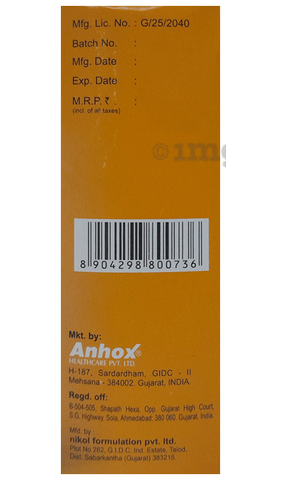 Mfg. Lic. No. : G/25/2040
Batch No. :
Mfg. Date :
Exp. Date :
M.R.P. ₹ :
(incl. of all taxes)
©1mg
8 904298 800736
Mkt. by:
Anhox
HEALTHCARE PVT. LTD
H-187, Sardardham, GIDC - II
Mehsana - 384002. Gujarat, INDIA.
Regd. off:
B-504-505, Shapath Hexa, Opp. Gujarat High Court,
S.G. Highway Sola, Ahmedabad: 380 060. Gujarat, INDIA.
Mfg. by:
nikol formulation pvt. ltd.
Plot No 262, G.I.D.C. Ind. Estate, Talod,
Dist. Sabarkantha (Gujarat) 383215.